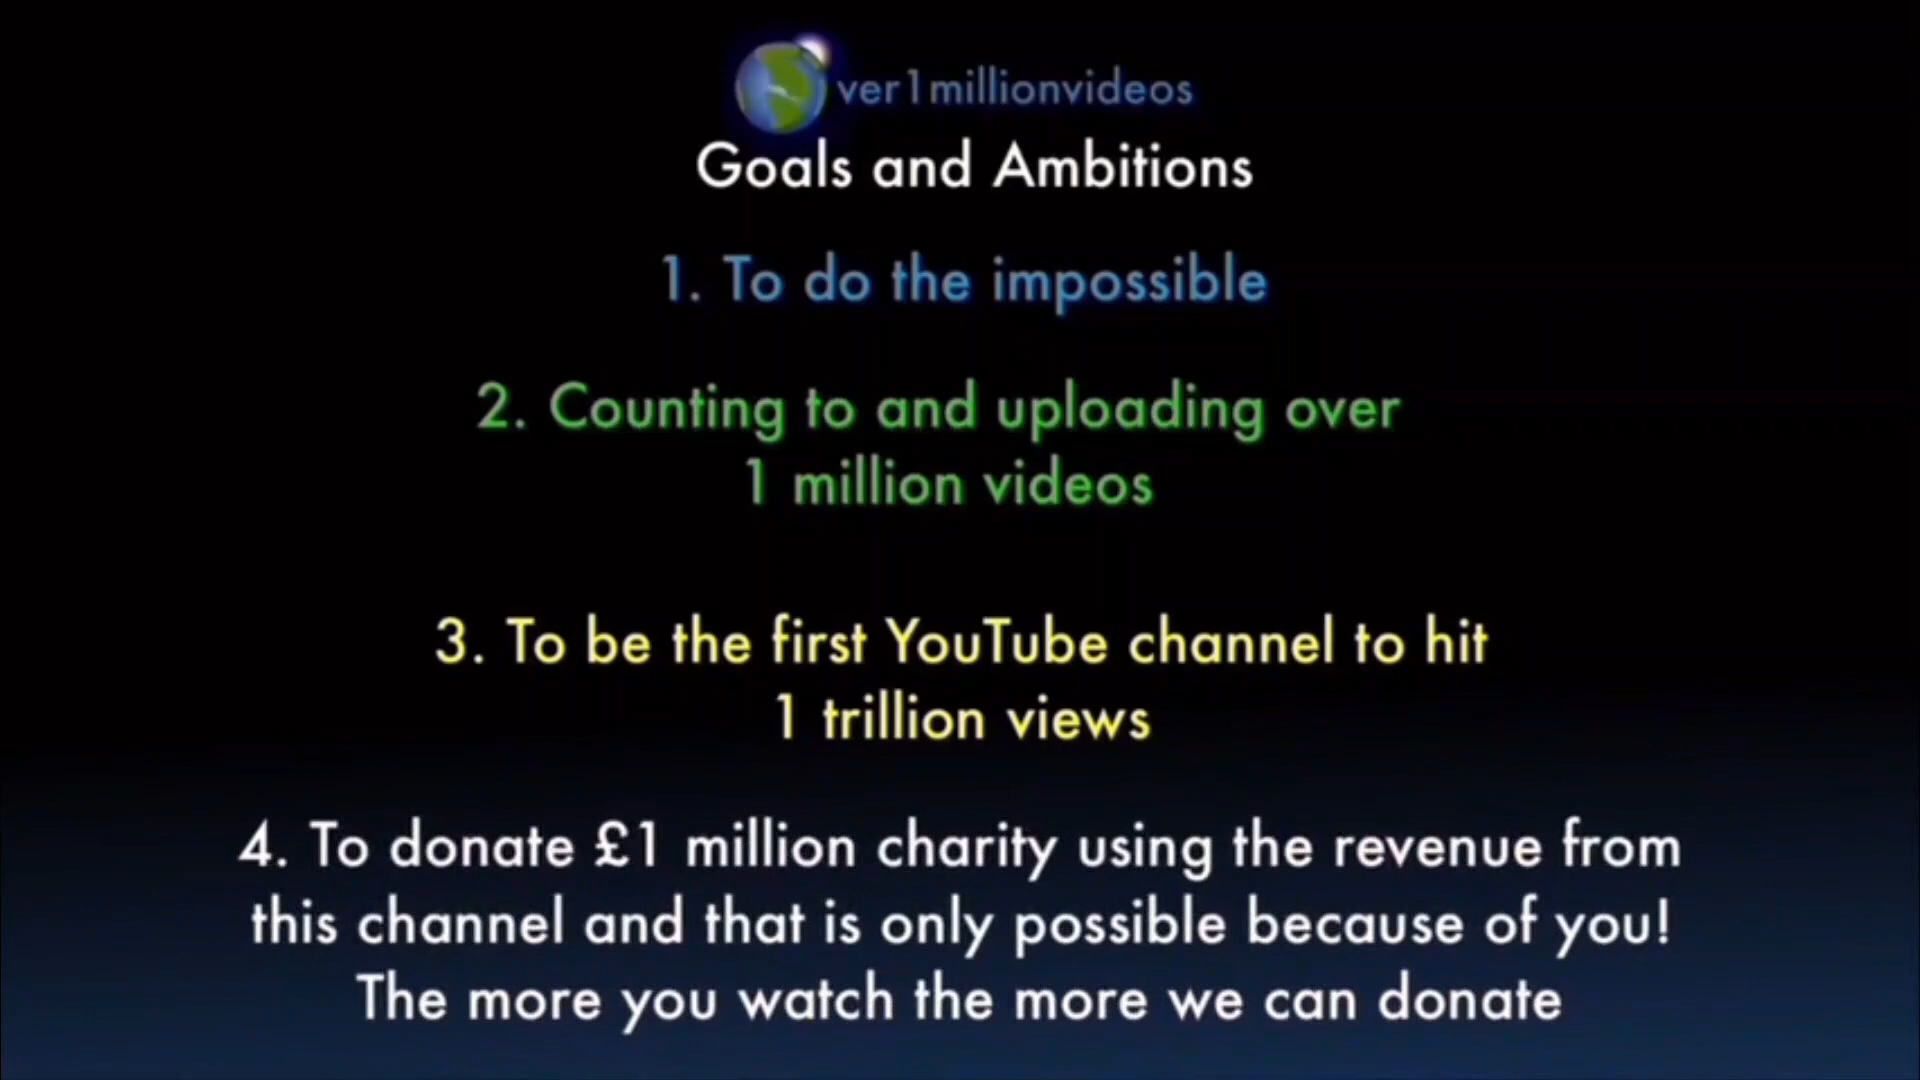 ver1millionvideos
Goals and Ambitions
1. To do the impossible
2. Counting to and uploading over
1 million videos
3. To be the first YouTube channel to hit
1 trillion views
4. To donate £1 million charity using the revenue from
this channel and that is only possible because of you!
The more you watch the more we can donate